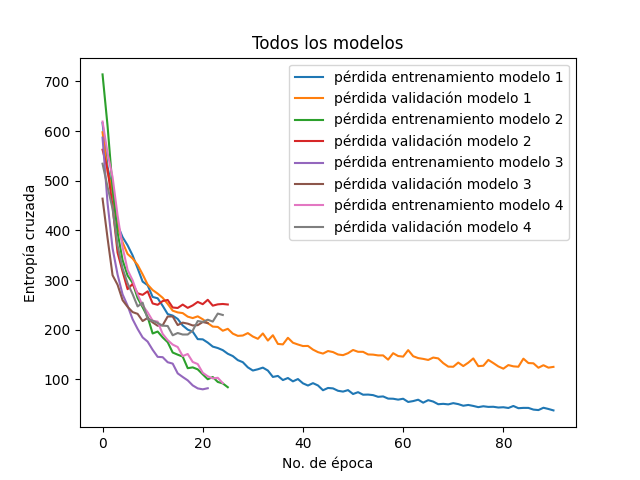 Todos los modelos
700
600
500
400
300
200
100
Entropía cruzada
pérdida entrenamiento modelo 1
pérdida validación modelo 1
pérdida entrenamiento modelo 2
pérdida validación modelo 2
pérdida entrenamiento modelo 3
pérdida validación modelo 3
pérdida entrenamiento modelo 4
pérdida validación modelo 4
0 20 40 60 80
No. de época